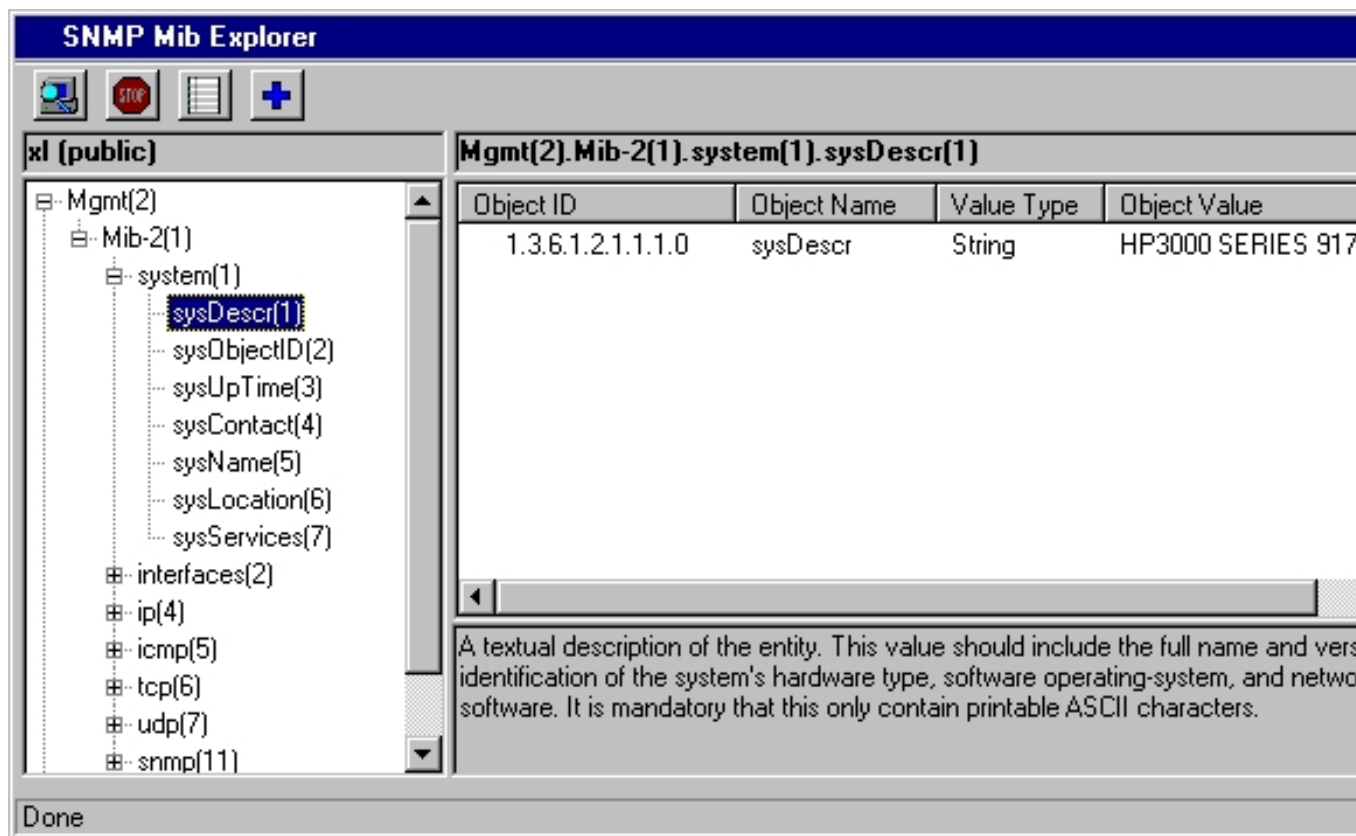 SNMP Mib Explorer
STOP
xl (public)
Mgmt(2)
Mib-2(1)
system(1)
sysDescr(1)
sysObjectID(2)
sysUpTime(3)
sysContact(4)
sysName(5)
sysLocation(6)
sysServices(7)
interfaces(2)
ip(4)
icmp(5)
tcp(6)
udp(7)
snmp(11)
Mgmt(2).Mib-2(1).system(1).sysDescr(1)
Object ID Object Name Value Type Object Value
1.3.6.1.2.1.1.1.0 sysDescr String HP3000 SERIES 917
A textual description of the entity. This value should include the full name and vers
identification of the system's hardware type, software operating-system, and netwo
software. It is mandatory that this only contain printable ASCII characters.
Done